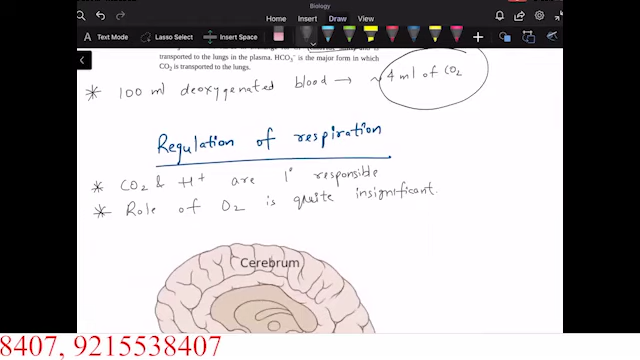 Biology
Home Insert Draw View
Text Mode Lasso Select Insert Space
transported to the lungs in the plasma. HCO3⁻ is the major form in which
CO2 is transported to the lungs.
* 100 ml deoxygenated blood → ~ 4 ml of CO2
Regulation of respiration
* CO2 & H+ are 1° responsible
* Role of O2 is quite insignificant.
Cerebrum
8407, 9215538407